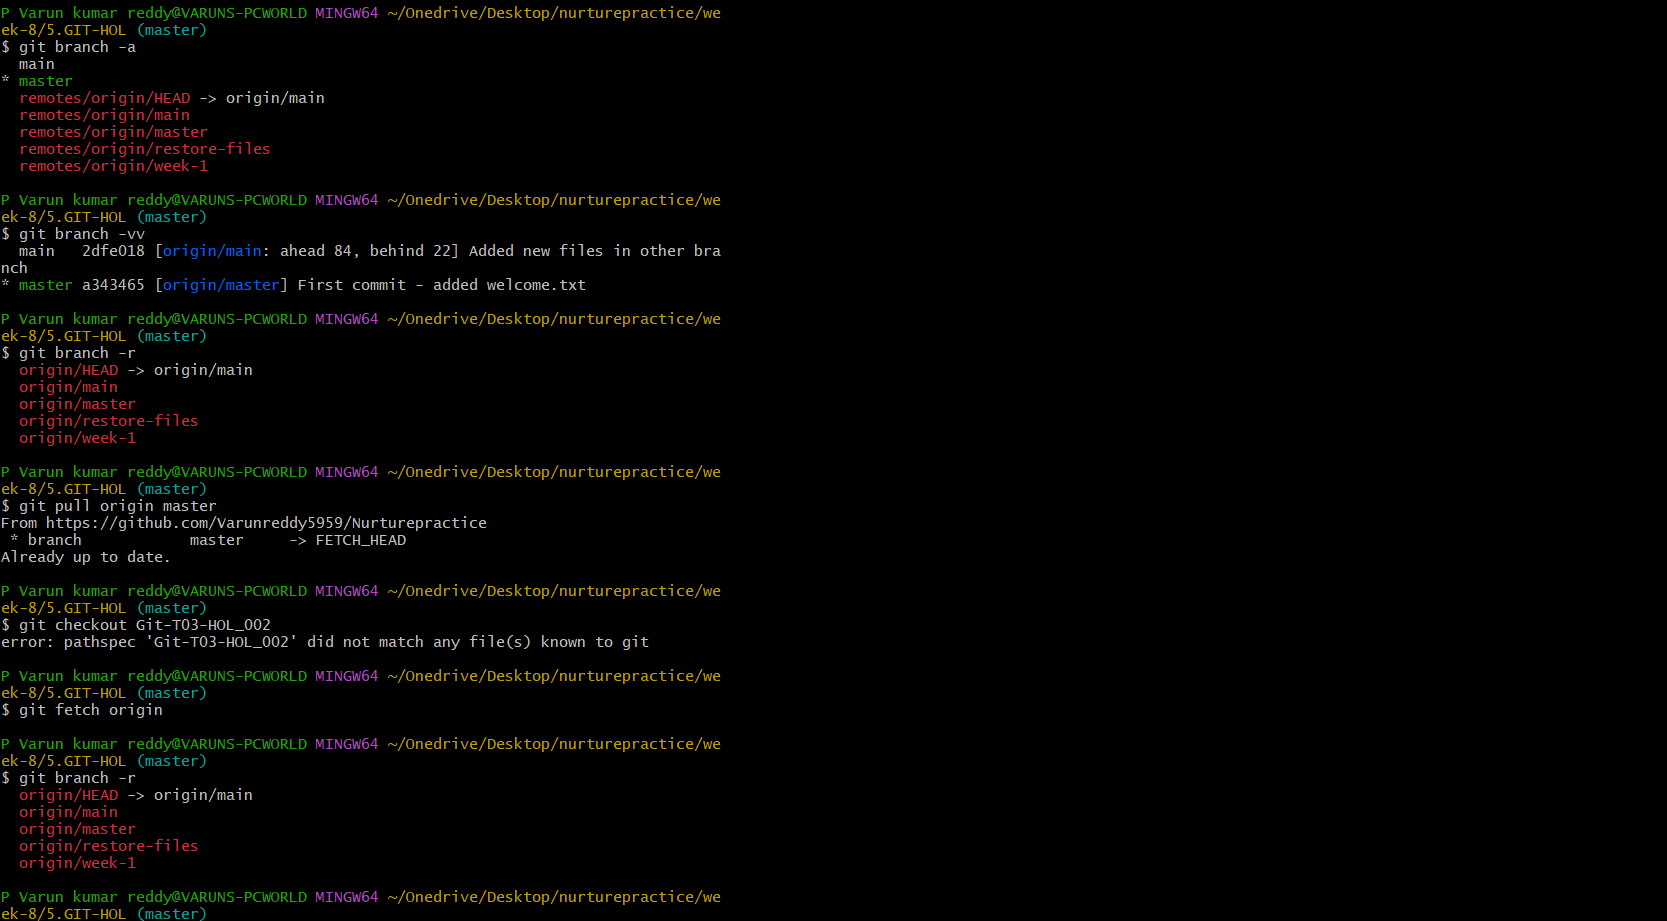 P Varun kumar reddy@VARUNS-PCWORLD MINGW64 ~/Onedrive/Desktop/nurturepractice/we
ek-8/5.GIT-HOL (master)
$ git branch -a
  main
* master
  remotes/origin/HEAD -> origin/main
  remotes/origin/main
  remotes/origin/master
  remotes/origin/restore-files
  remotes/origin/week-1

P Varun kumar reddy@VARUNS-PCWORLD MINGW64 ~/Onedrive/Desktop/nurturepractice/we
ek-8/5.GIT-HOL (master)
$ git branch -vv
  main   2dfe018 [origin/main: ahead 84, behind 22] Added new files in other bra
nch
* master a343465 [origin/master] First commit - added welcome.txt

P Varun kumar reddy@VARUNS-PCWORLD MINGW64 ~/Onedrive/Desktop/nurturepractice/we
ek-8/5.GIT-HOL (master)
$ git branch -r
  origin/HEAD -> origin/main
  origin/main
  origin/master
  origin/restore-files
  origin/week-1

P Varun kumar reddy@VARUNS-PCWORLD MINGW64 ~/Onedrive/Desktop/nurturepractice/we
ek-8/5.GIT-HOL (master)
$ git pull origin master
From https://github.com/Varunreddy5959/Nurturepractice
 * branch            master     -> FETCH_HEAD
Already up to date.

P Varun kumar reddy@VARUNS-PCWORLD MINGW64 ~/Onedrive/Desktop/nurturepractice/we
ek-8/5.GIT-HOL (master)
$ git checkout Git-T03-HOL_002
error: pathspec 'Git-T03-HOL_002' did not match any file(s) known to git

P Varun kumar reddy@VARUNS-PCWORLD MINGW64 ~/Onedrive/Desktop/nurturepractice/we
ek-8/5.GIT-HOL (master)
$ git fetch origin

P Varun kumar reddy@VARUNS-PCWORLD MINGW64 ~/Onedrive/Desktop/nurturepractice/we
ek-8/5.GIT-HOL (master)
$ git branch -r
  origin/HEAD -> origin/main
  origin/main
  origin/master
  origin/restore-files
  origin/week-1

P Varun kumar reddy@VARUNS-PCWORLD MINGW64 ~/Onedrive/Desktop/nurturepractice/we
ek-8/5.GIT-HOL (master)